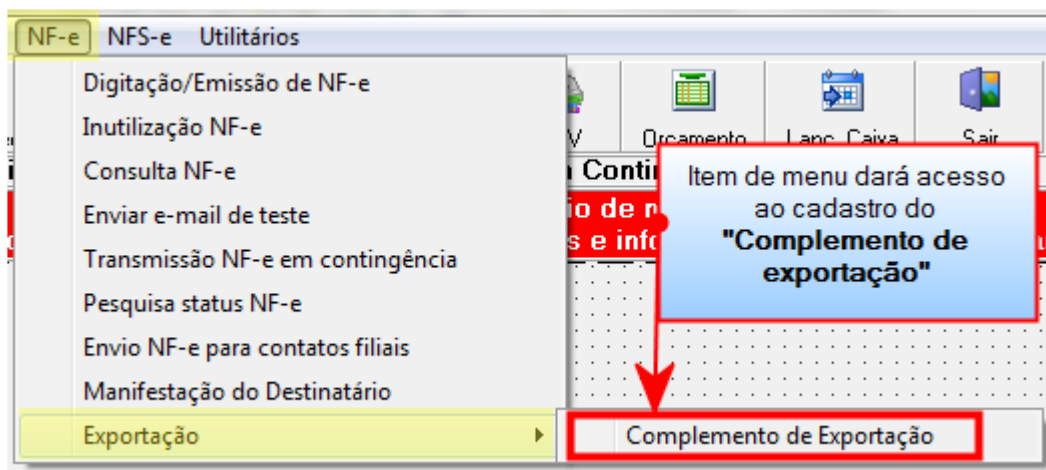 NF-e NFS-e Utilitários
Digitação/Emissão de NF-e
Inutilização NF-e
Consulta NF-e
Enviar e-mail de teste
Transmissão NF-e em contingência
Pesquisa status NF-e
Envio NF-e para contatos filiais
Manifestação do Destinatário
Exportação
Complemento de Exportação
V Orçamento Lanç. Caixa Sair
Item de menu dará acesso
ao cadastro do
"Complemento de
exportação"